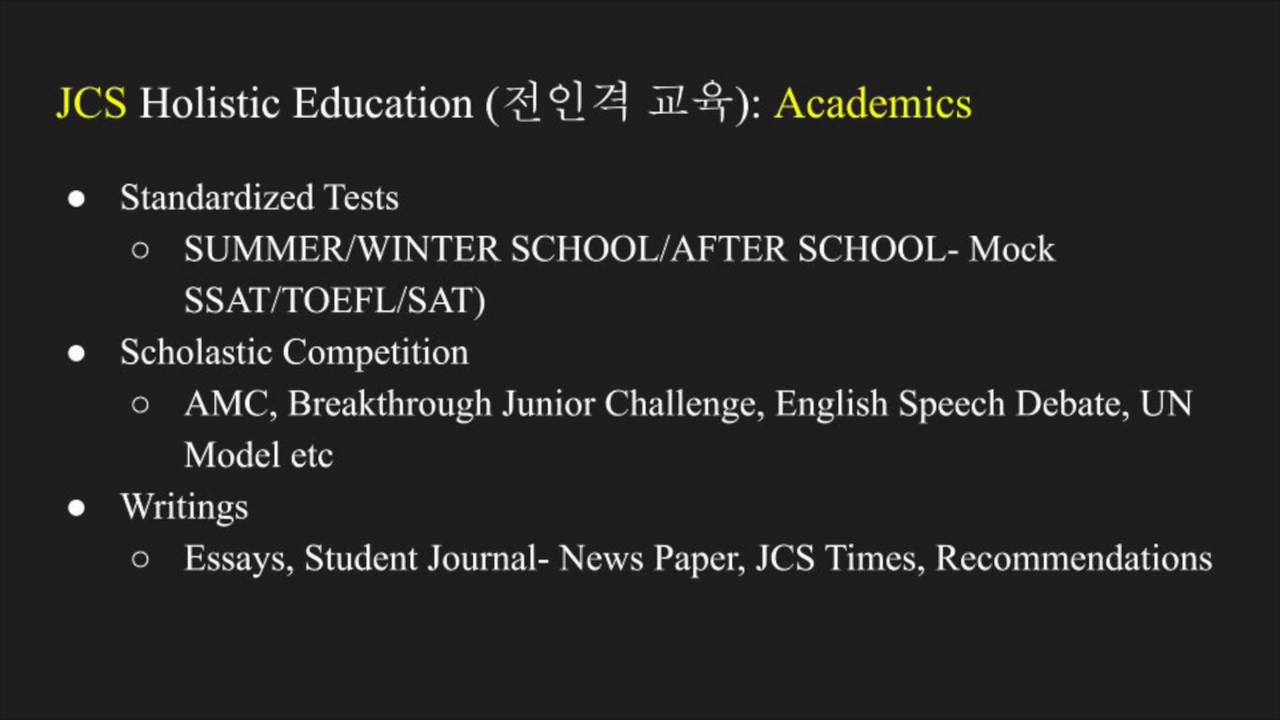 JCS Holistic Education (전인격 교육): Academics
● Standardized Tests
○ SUMMER/WINTER SCHOOL/AFTER SCHOOL- Mock
SSAT/TOEFL/SAT)
● Scholastic Competition
○ AMC, Breakthrough Junior Challenge, English Speech Debate, UN
Model etc
● Writings
○ Essays, Student Journal- News Paper, JCS Times, Recommendations